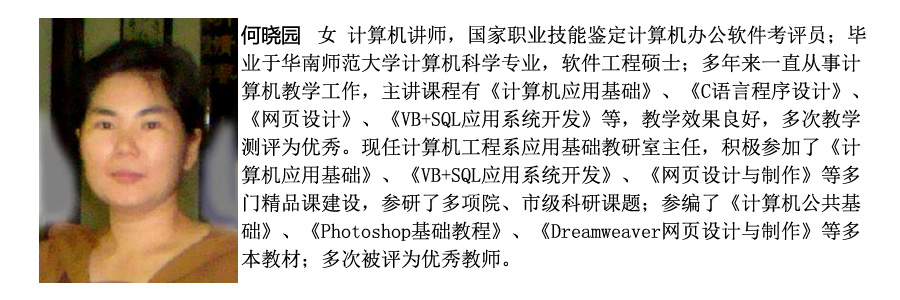 何晓园 女 计算机讲师，国家职业技能鉴定计算机办公软件考评员；毕
业于华南师范大学计算机科学专业，软件工程硕士；多年来一直从事计
算机教学工作，主讲课程有《计算机应用基础》、《C语言程序设计》、
《网页设计》、《VB+SQL应用系统开发》等，教学效果良好，多次教学
测评为优秀。现任计算机工程系应用基础教研室主任，积极参加了《计
算机应用基础》、《VB+SQL应用系统开发》、《网页设计与制作》等多
门精品课建设，参研了多项院、市级科研课题；参编了《计算机公共基
础》、《Photoshop基础教程》、《Dreamweaver网页设计与制作》等多
本教材；多次被评为优秀教师。